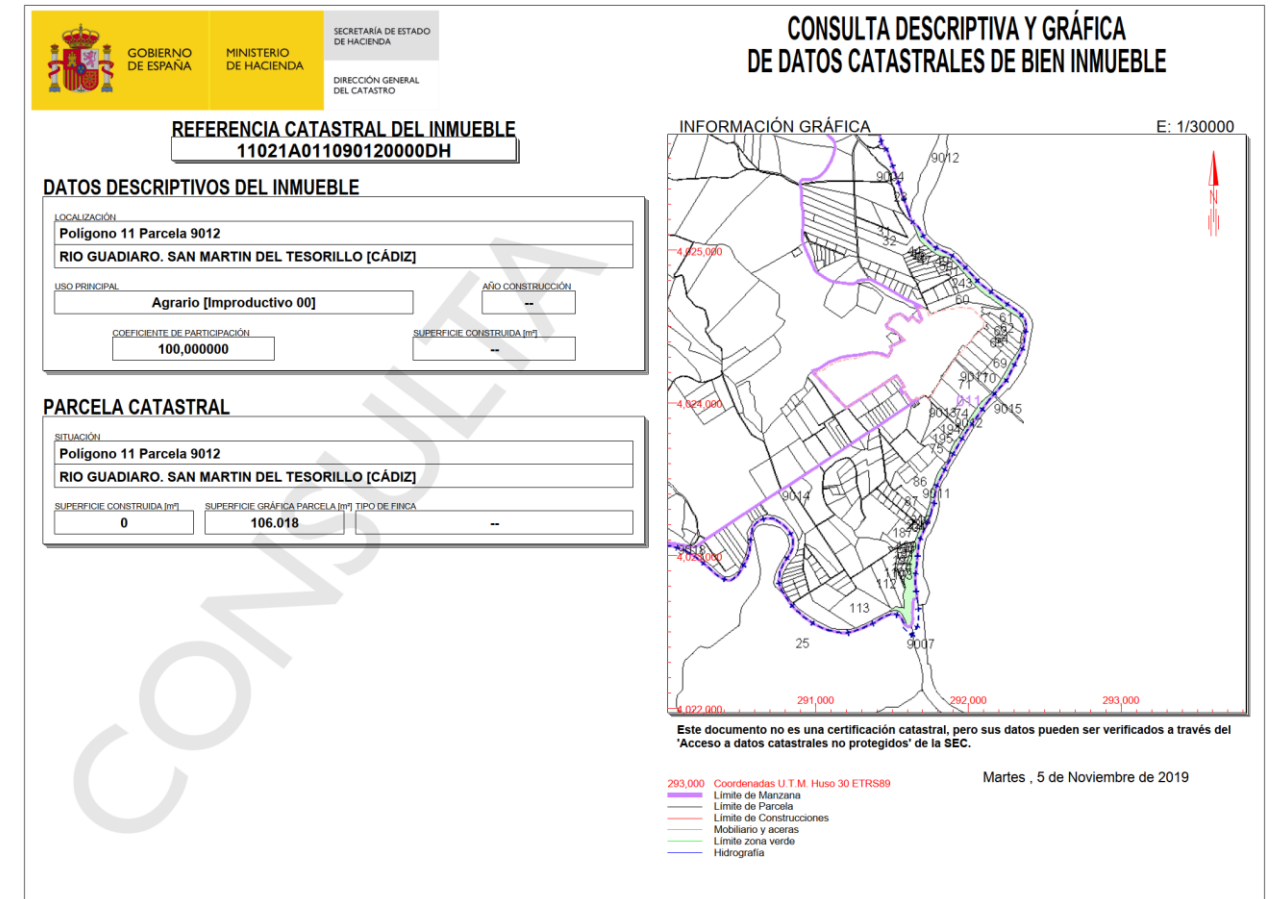 GOBIERNO
DE ESPAÑA
MINISTERIO
DE HACIENDA
SECRETARÍA DE ESTADO
DE HACIENDA
DIRECCIÓN GENERAL
DEL CATASTRO
CONSULTA DESCRIPTIVA Y GRÁFICA
DE DATOS CATASTRALES DE BIEN INMUEBLE
REFERENCIA CATASTRAL DEL INMUEBLE
11021A011090120000DH
DATOS DESCRIPTIVOS DEL INMUEBLE
LOCALIZACIÓN
Polígono 11 Parcela 9012
RIO GUADIARO. SAN MARTIN DEL TESORILLO [CÁDIZ]
USO PRINCIPAL
Agrario [Improductivo 00]
AÑO CONSTRUCCIÓN
--
COEFICIENTE DE PARTICIPACIÓN
100,000000
SUPERFICIE CONSTRUIDA [m²]
--
PARCELA CATASTRAL
SITUACIÓN
Polígono 11 Parcela 9012
RIO GUADIARO. SAN MARTIN DEL TESORILLO [CÁDIZ]
SUPERFICIE CONSTRUIDA [m²]
0
SUPERFICIE GRÁFICA PARCELA [m²]
106.018
TIPO DE FINCA
--
CONSULTA
INFORMACIÓN GRÁFICA
E: 1/30000
9012
9004
N
31
32
4,025,000
243
60
61
69
9017
70
71
4,024,000
011
9015
9013
74
9012
194
195
75
86
9014
9011
87
187
4,023,000
112
113
25
9007
4,022,000
291,000
292,000
293,000
Este documento no es una certificación catastral, pero sus datos pueden ser verificados a través del
'Acceso a datos catastrales no protegidos' de la SEC.
Martes , 5 de Noviembre de 2019
293,000 Coordenadas U.T.M. Huso 30 ETRS89
Límite de Manzana
Límite de Parcela
Límite de Construcciones
Mobiliario y aceras
Límite zona verde
Hidrografía